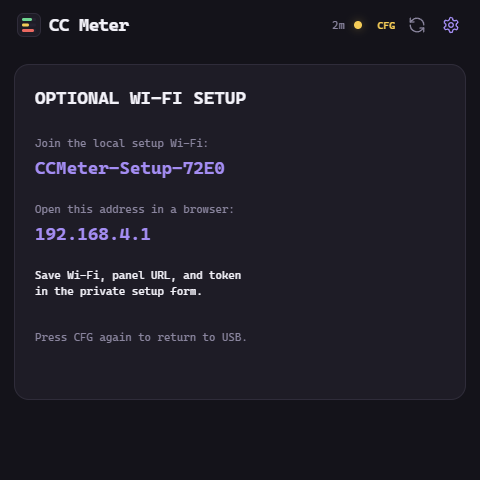 CC Meter
2m CFG
OPTIONAL WI-FI SETUP
Join the local setup Wi-Fi:
CCMeter-Setup-72E0
Open this address in a browser:
192.168.4.1
Save Wi-Fi, panel URL, and token
in the private setup form.
Press CFG again to return to USB.